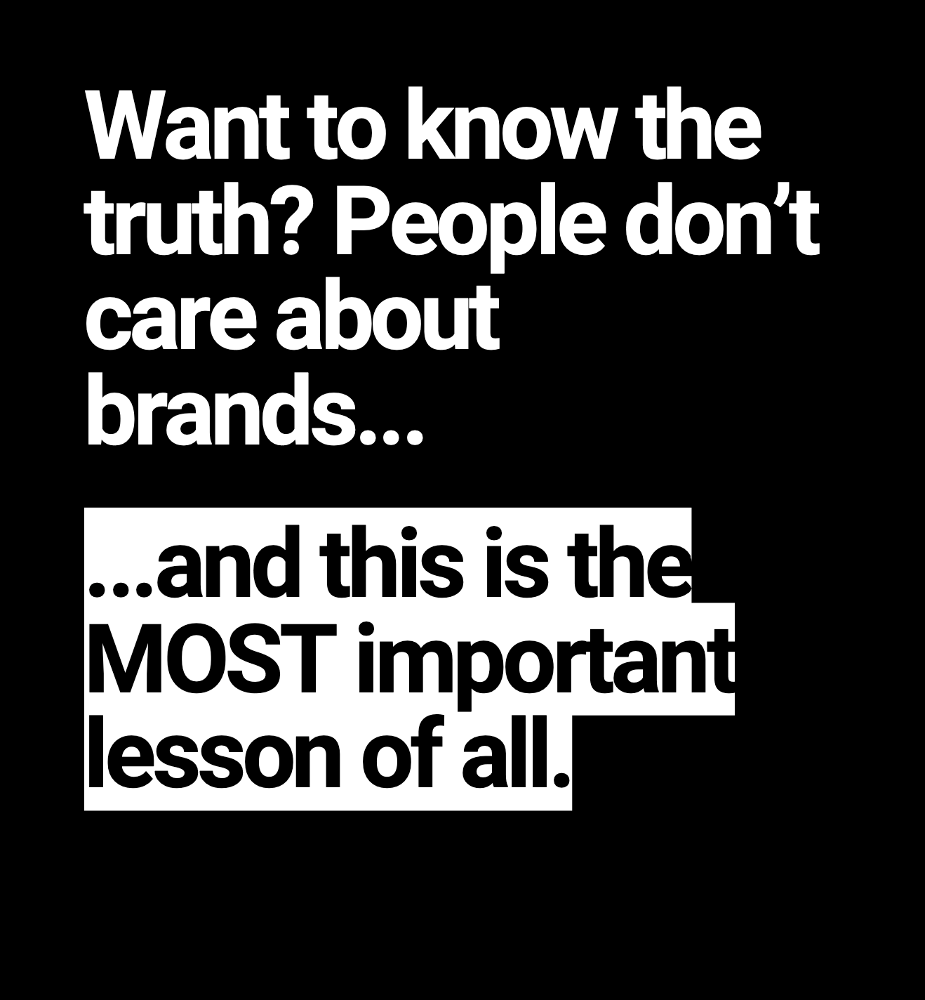 Want to know the
truth? People don’t
care about
brands...
...and this is the
MOST important
lesson of all.